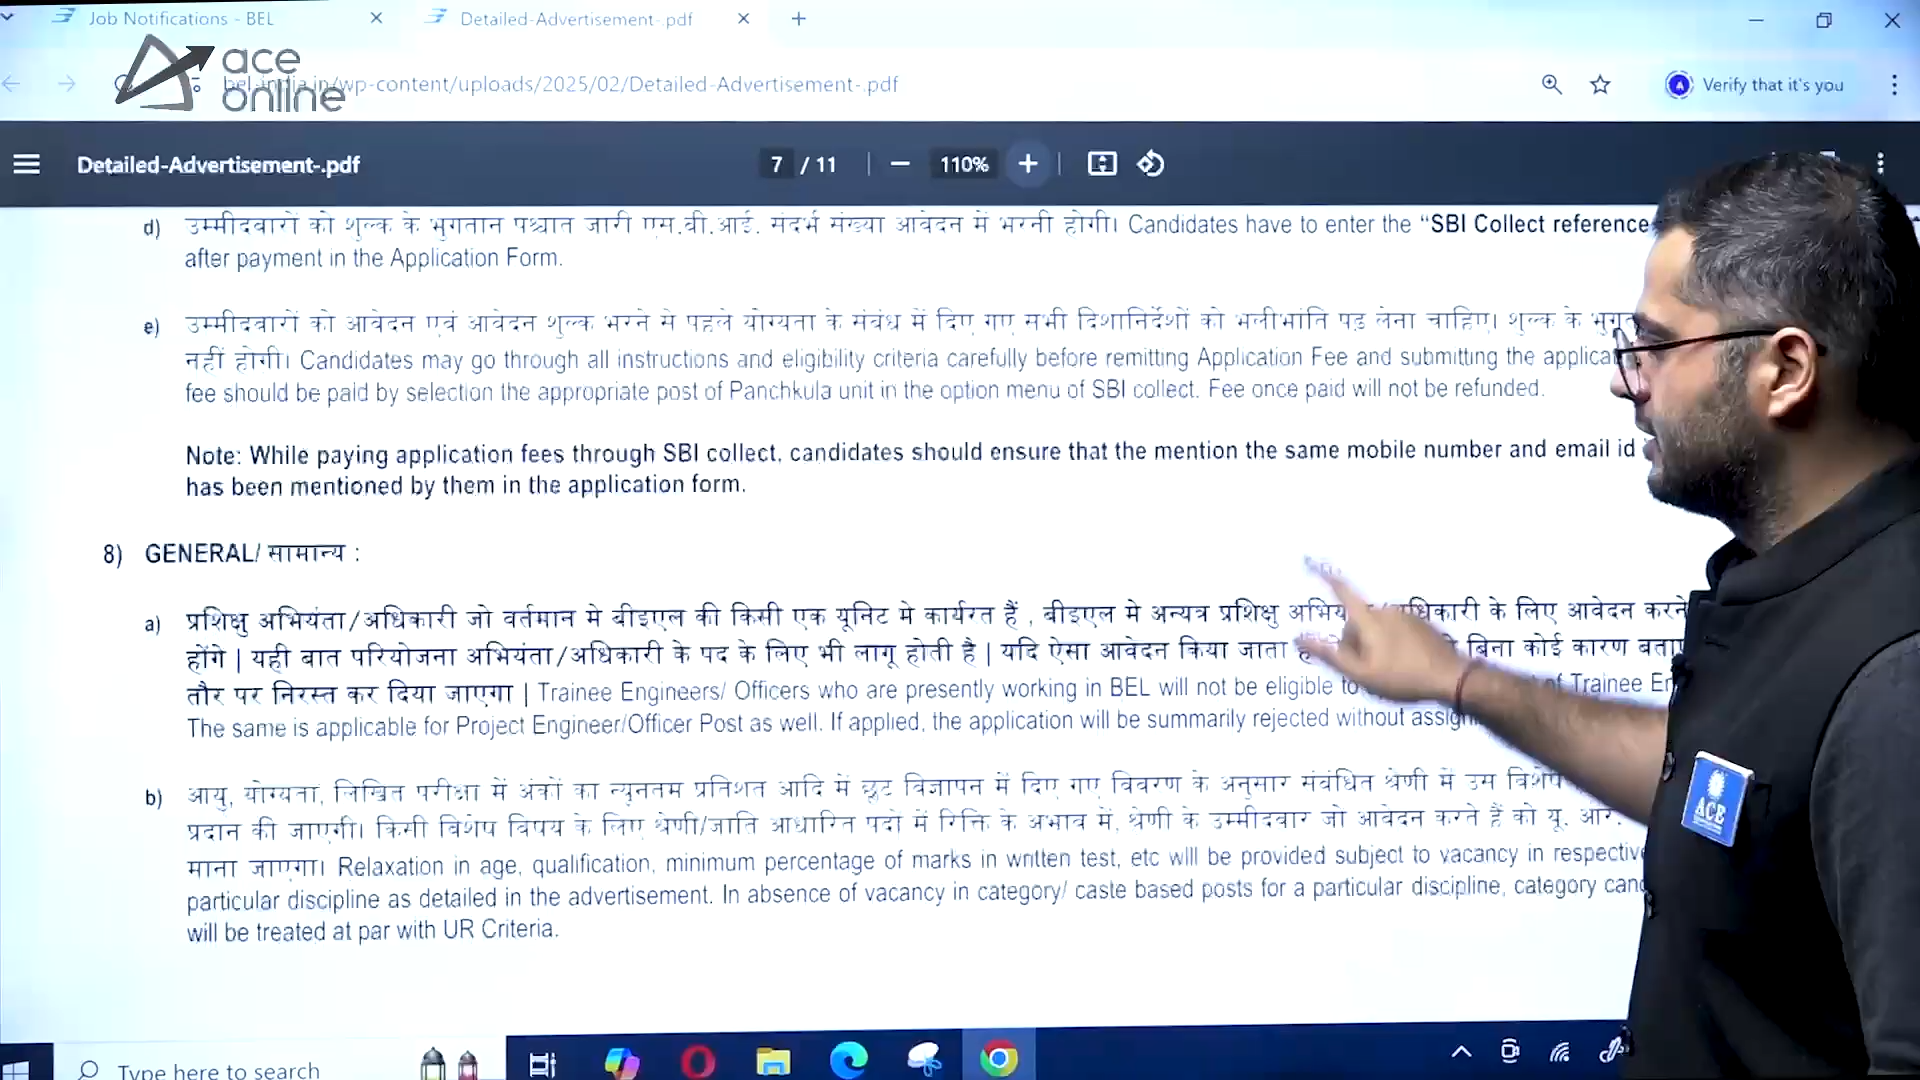 Job Notifications - BEL
Detailed-Advertisement-.pdf
ace
online
bel-india.in/wp-content/uploads/2025/02/Detailed-Advertisement-.pdf
Verify that it's you
Detailed-Advertisement-.pdf
7 / 11
110%
d) उम्मीदवारों को शुल्क के भुगतान पश्चात जारी एस.बी.आई. संदर्भ संख्या आवेदन में भरनी होगी। Candidates have to enter the “SBI Collect reference
after payment in the Application Form.
e) उम्मीदवारों को आवेदन एवं आवेदन शुल्क भरने से पहले योग्यता के संबंध में दिए गए सभी दिशानिर्देशों को भलीभांति पड लेना चाहिए। शुल्क के
नहीं होगी। Candidates may go through all instructions and eligibility criteria carefully before remitting Application Fee and submitting the
fee should be paid by selection the appropriate post of Panchkula unit in the option menu of SBI collect. Fee once paid will not be refunded.
Note: While paying application fees through SBI collect, candidates should ensure that the mention the same mobile number and email id
has been mentioned by them in the application form.
8) GENERAL/ सामान्य :
a) प्रशिक्षु अभियंता/अधिकारी जो वर्तमान मे बीइएल की किसी एक यूनिट मे कार्यरत हैं , बीइएल मे अन्यत्र प्रशिक्षु के लिए आवेदन करने
होंगे | यही बात परियोजना अभियंता/अधिकारी के पद के लिए भी लागू होती है | यदि ऐसा आवेदन किया जाता बिना कोई कारण
तौर पर निरस्त कर दिया जाएगा | Trainee Engineers/ Officers who are presently working in BEL will not be eligible to of Trainee
The same is applicable for Project Engineer/Officer Post as well. If applied, the application will be summarily rejected without
b) आयु, योग्यता, लिखित परीक्षा में अंकों का न्युनतम प्रतिशत आदि में छूट विज्ञापन में दिए गए विवरण के अनुसार संबंधित श्रेणी में उस
प्रदान की जाएगी। किसी विशेष विषय के लिए श्रेणी/जाति आधारित पदों में रिक्ति के अभाव में, श्रेणी के उम्मीदवार जो आवेदन करते हैं को यू. आर.
माना जाएगा। Relaxation in age, qualification, minimum percentage of marks in written test, etc will be provided subject to vacancy in
particular discipline as detailed in the advertisement. In absence of vacancy in category/ caste based posts for a particular discipline, category
will be treated at par with UR Criteria.
ACE
Type here to search